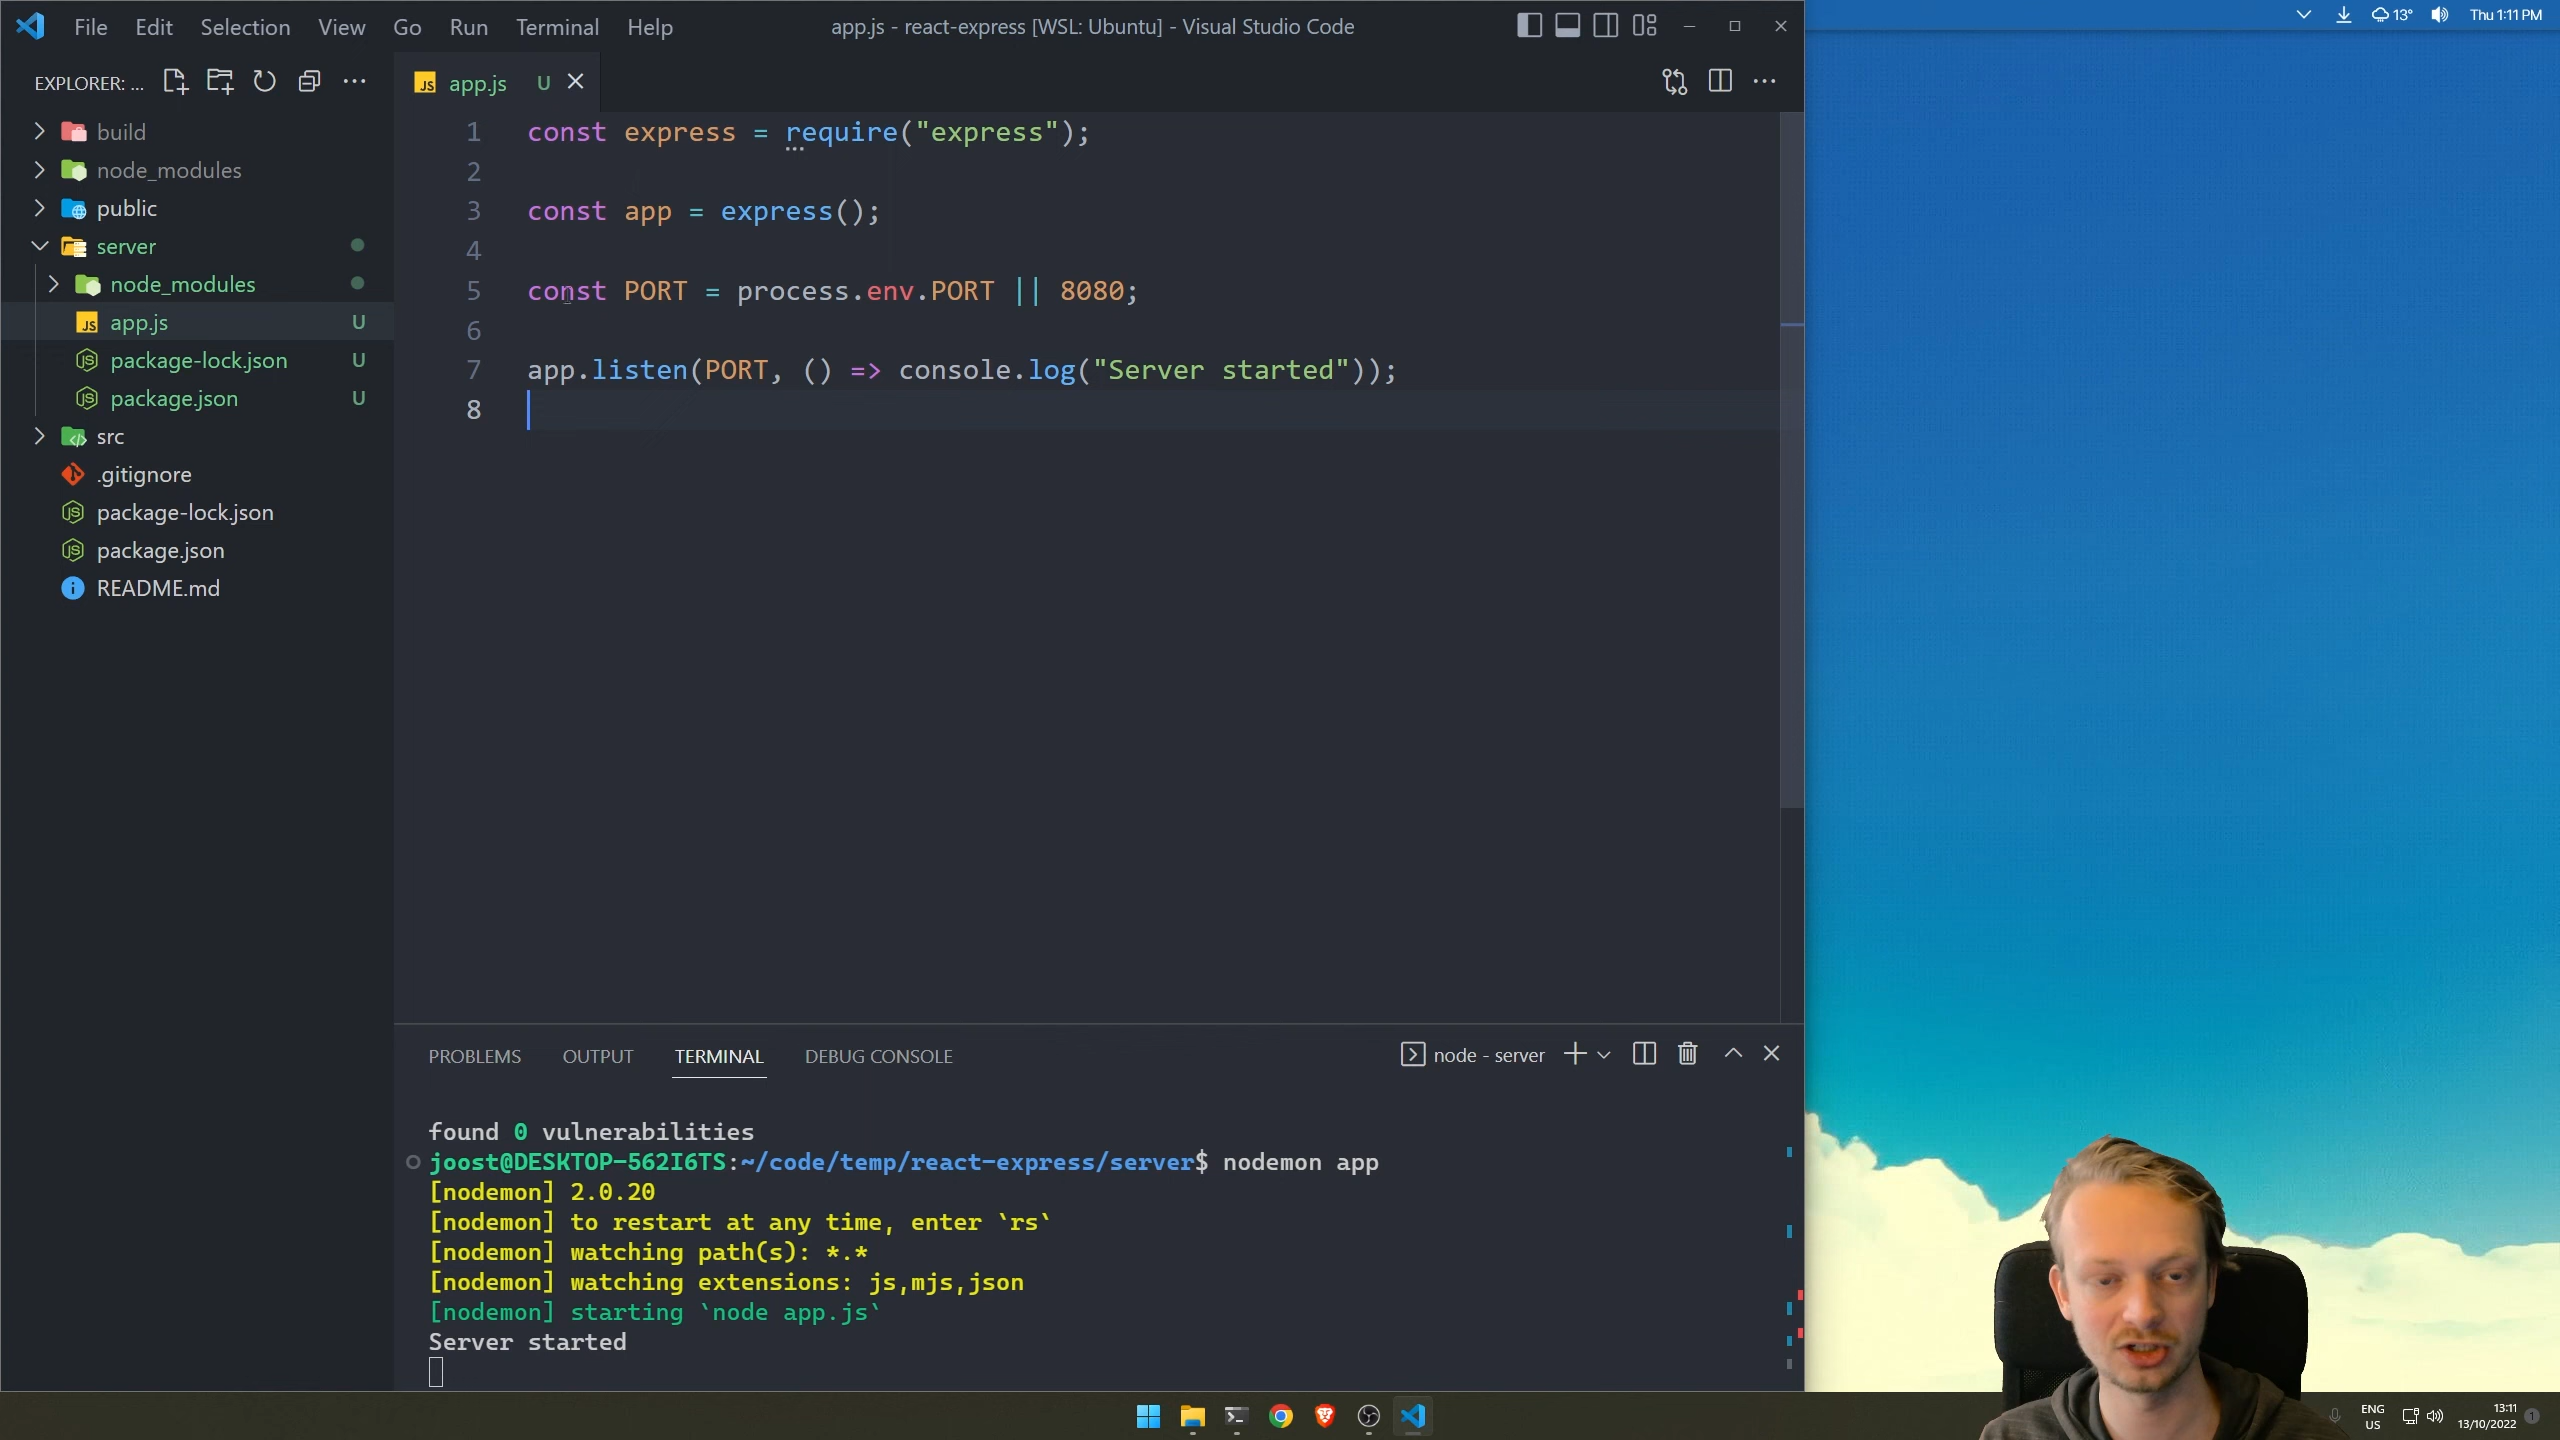 File Edit Selection View Go Run Terminal Help
app.js - react-express [WSL: Ubuntu] - Visual Studio Code
13° Thu 1:11 PM
EXPLORER: ...
build
node_modules
public
server
node_modules
app.js U
package-lock.json U
package.json U
src
.gitignore
package-lock.json
package.json
README.md
JS app.js U
1 const express = require("express");
2
3 const app = express();
4
5 const PORT = process.env.PORT || 8080;
6
7 app.listen(PORT, () => console.log("Server started"));
8
PROBLEMS OUTPUT TERMINAL DEBUG CONSOLE
node - server
found 0 vulnerabilities
joost@DESKTOP-562I6TS:~/code/temp/react-express/server$ nodemon app
[nodemon] 2.0.20
[nodemon] to restart at any time, enter `rs`
[nodemon] watching path(s): *.*
[nodemon] watching extensions: js,mjs,json
[nodemon] starting `node app.js`
Server started
ENG
US
13:11
13/10/2022
1